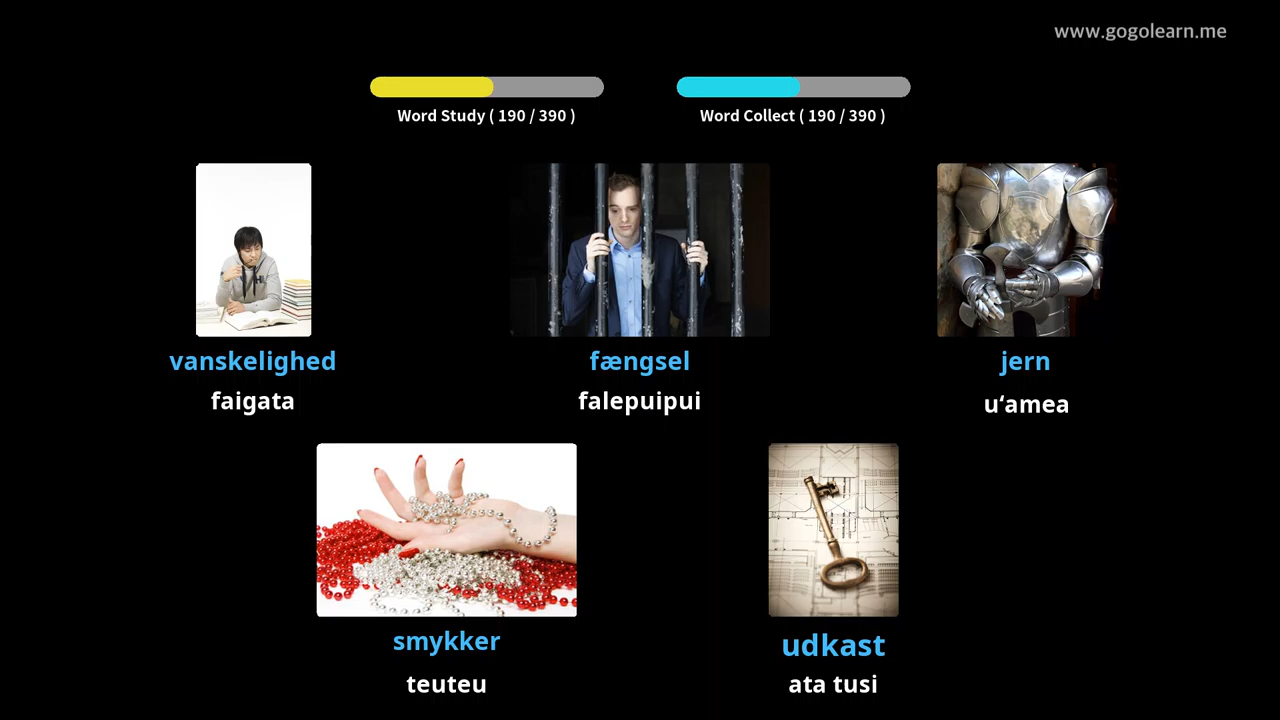 www.gogolearn.me
Word Study ( 190 / 390 )
Word Collect ( 190 / 390 )
vanskelighed
faigata
fængsel
falepuipui
jern
uʻamea
smykker
teuteu
udkast
ata tusi